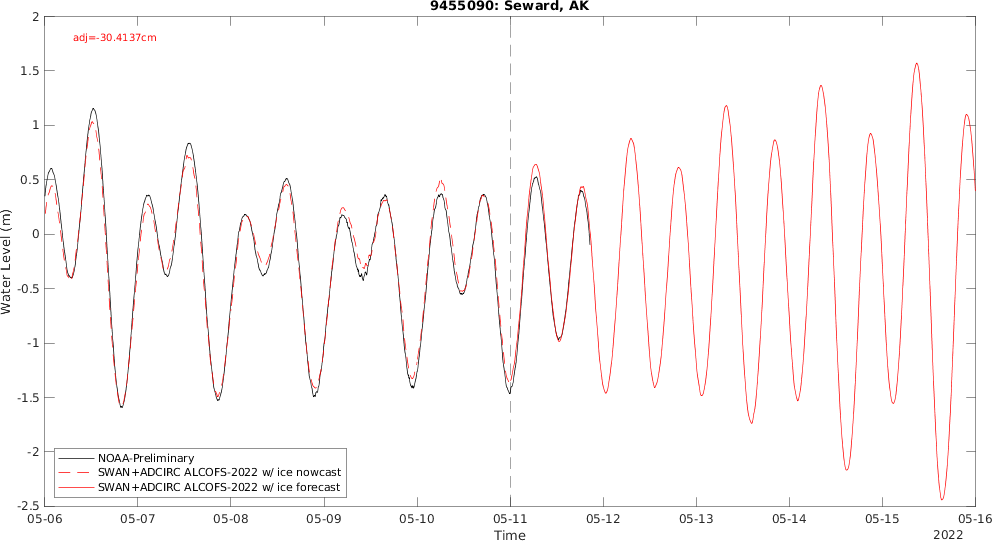 9455090: Seward, AK
adj=-30.4137cm
Water Level (m)
2
1.5
1
0.5
0
-0.5
-1
-1.5
-2
-2.5
NOAA-Preliminary
SWAN+ADCIRC ALCOFS-2022 w/ ice nowcast
SWAN+ADCIRC ALCOFS-2022 w/ ice forecast
05-06 05-07 05-08 05-09 05-10 05-11 05-12 05-13 05-14 05-15 05-16
Time
2022